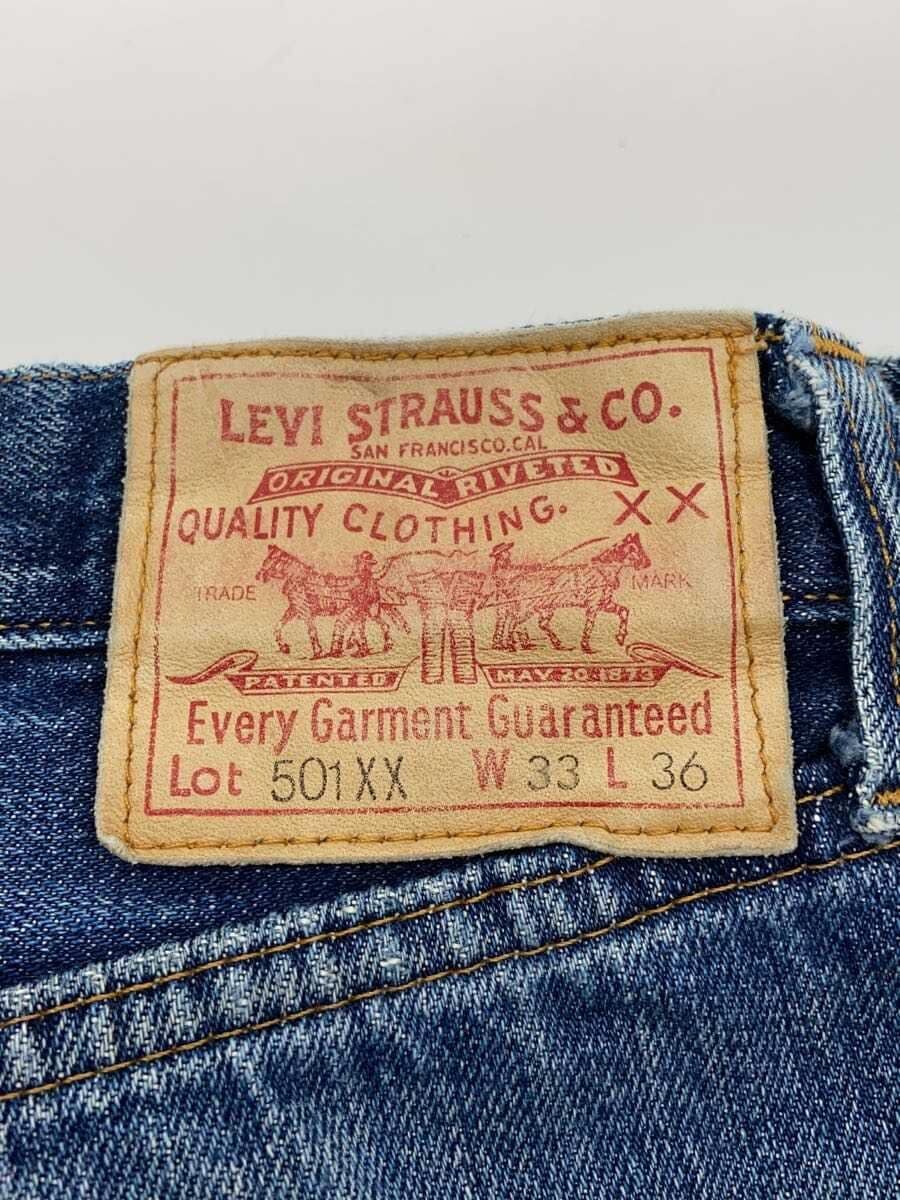 LEVI STRAUSS & CO.
SAN FRANCISCO.CAL
ORIGINAL RIVETED
QUALITY CLOTHING. XX
TRADE MARK
PATENTED MAY 20 1873
Every Garment Guaranteed
Lot 501XX W 33 L 36